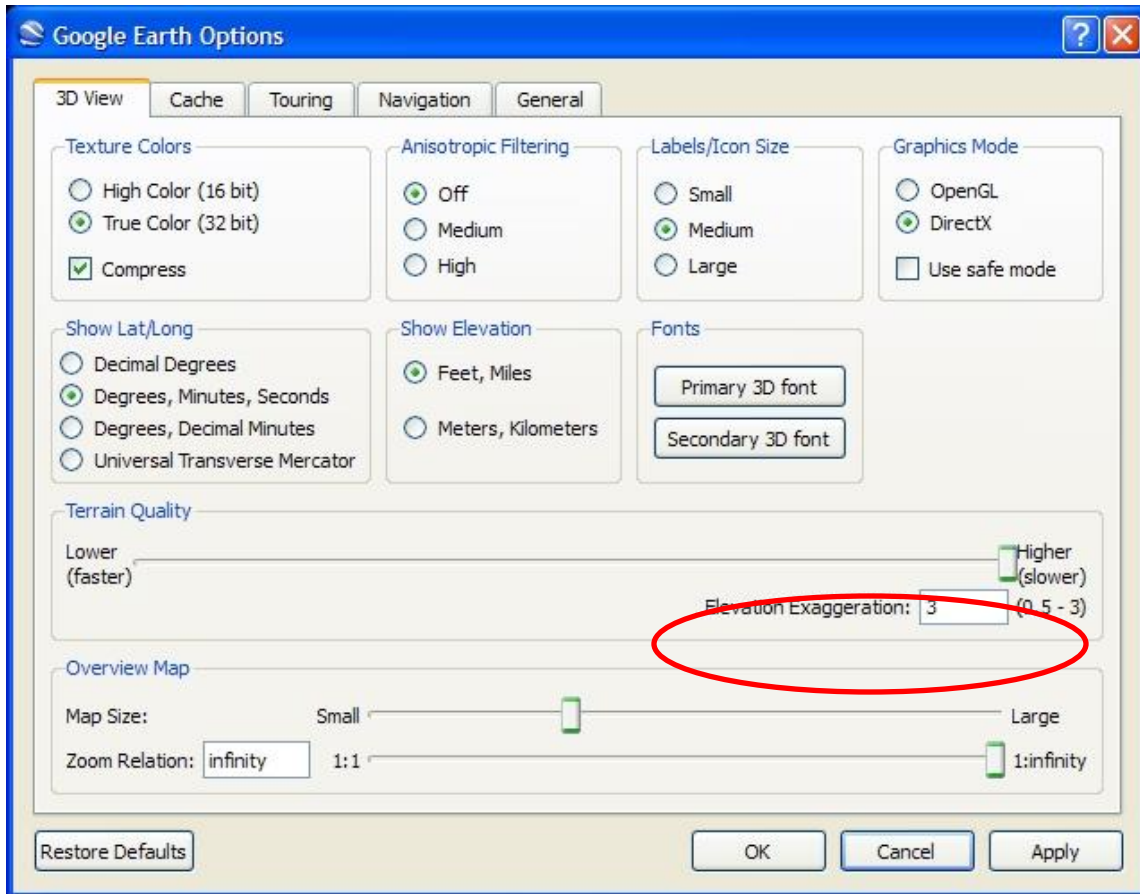 Google Earth Options
3D View Cache Touring Navigation General
Texture Colors
High Color (16 bit)
True Color (32 bit)
Compress
Anisotropic Filtering
Off
Medium
High
Labels/Icon Size
Small
Medium
Large
Graphics Mode
OpenGL
DirectX
Use safe mode
Show Lat/Long
Decimal Degrees
Degrees, Minutes, Seconds
Degrees, Decimal Minutes
Universal Transverse Mercator
Show Elevation
Feet, Miles
Meters, Kilometers
Fonts
Primary 3D font
Secondary 3D font
Terrain Quality
Lower
(faster)
Higher
(slower)
Elevation Exaggeration: 3 (0.5 - 3)
Overview Map
Map Size: Small Large
Zoom Relation: infinity 1:1 1:infinity
Restore Defaults OK Cancel Apply